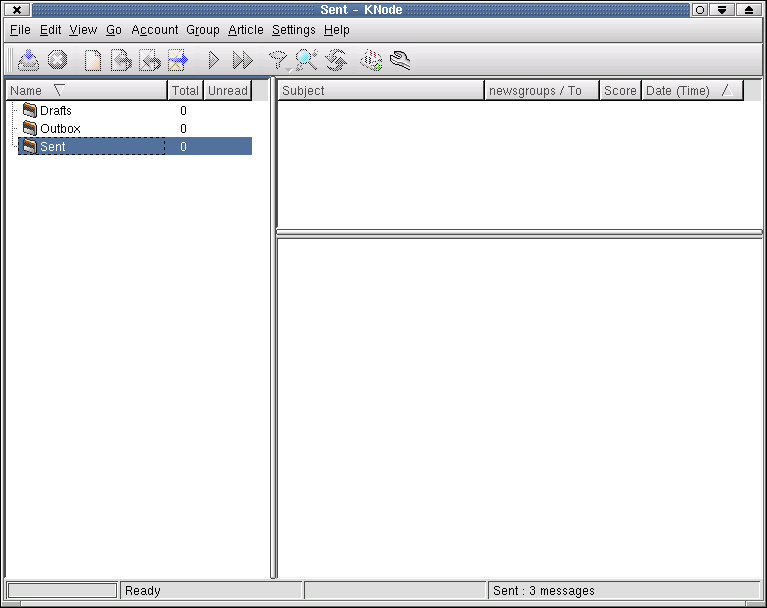 Sent - KNode
File Edit View Go Account Group Article Settings Help
Name Total Unread Subject newsgroups / To Score Date (Time)
Drafts 0
Outbox 0
Sent 0
Ready Sent : 3 messages